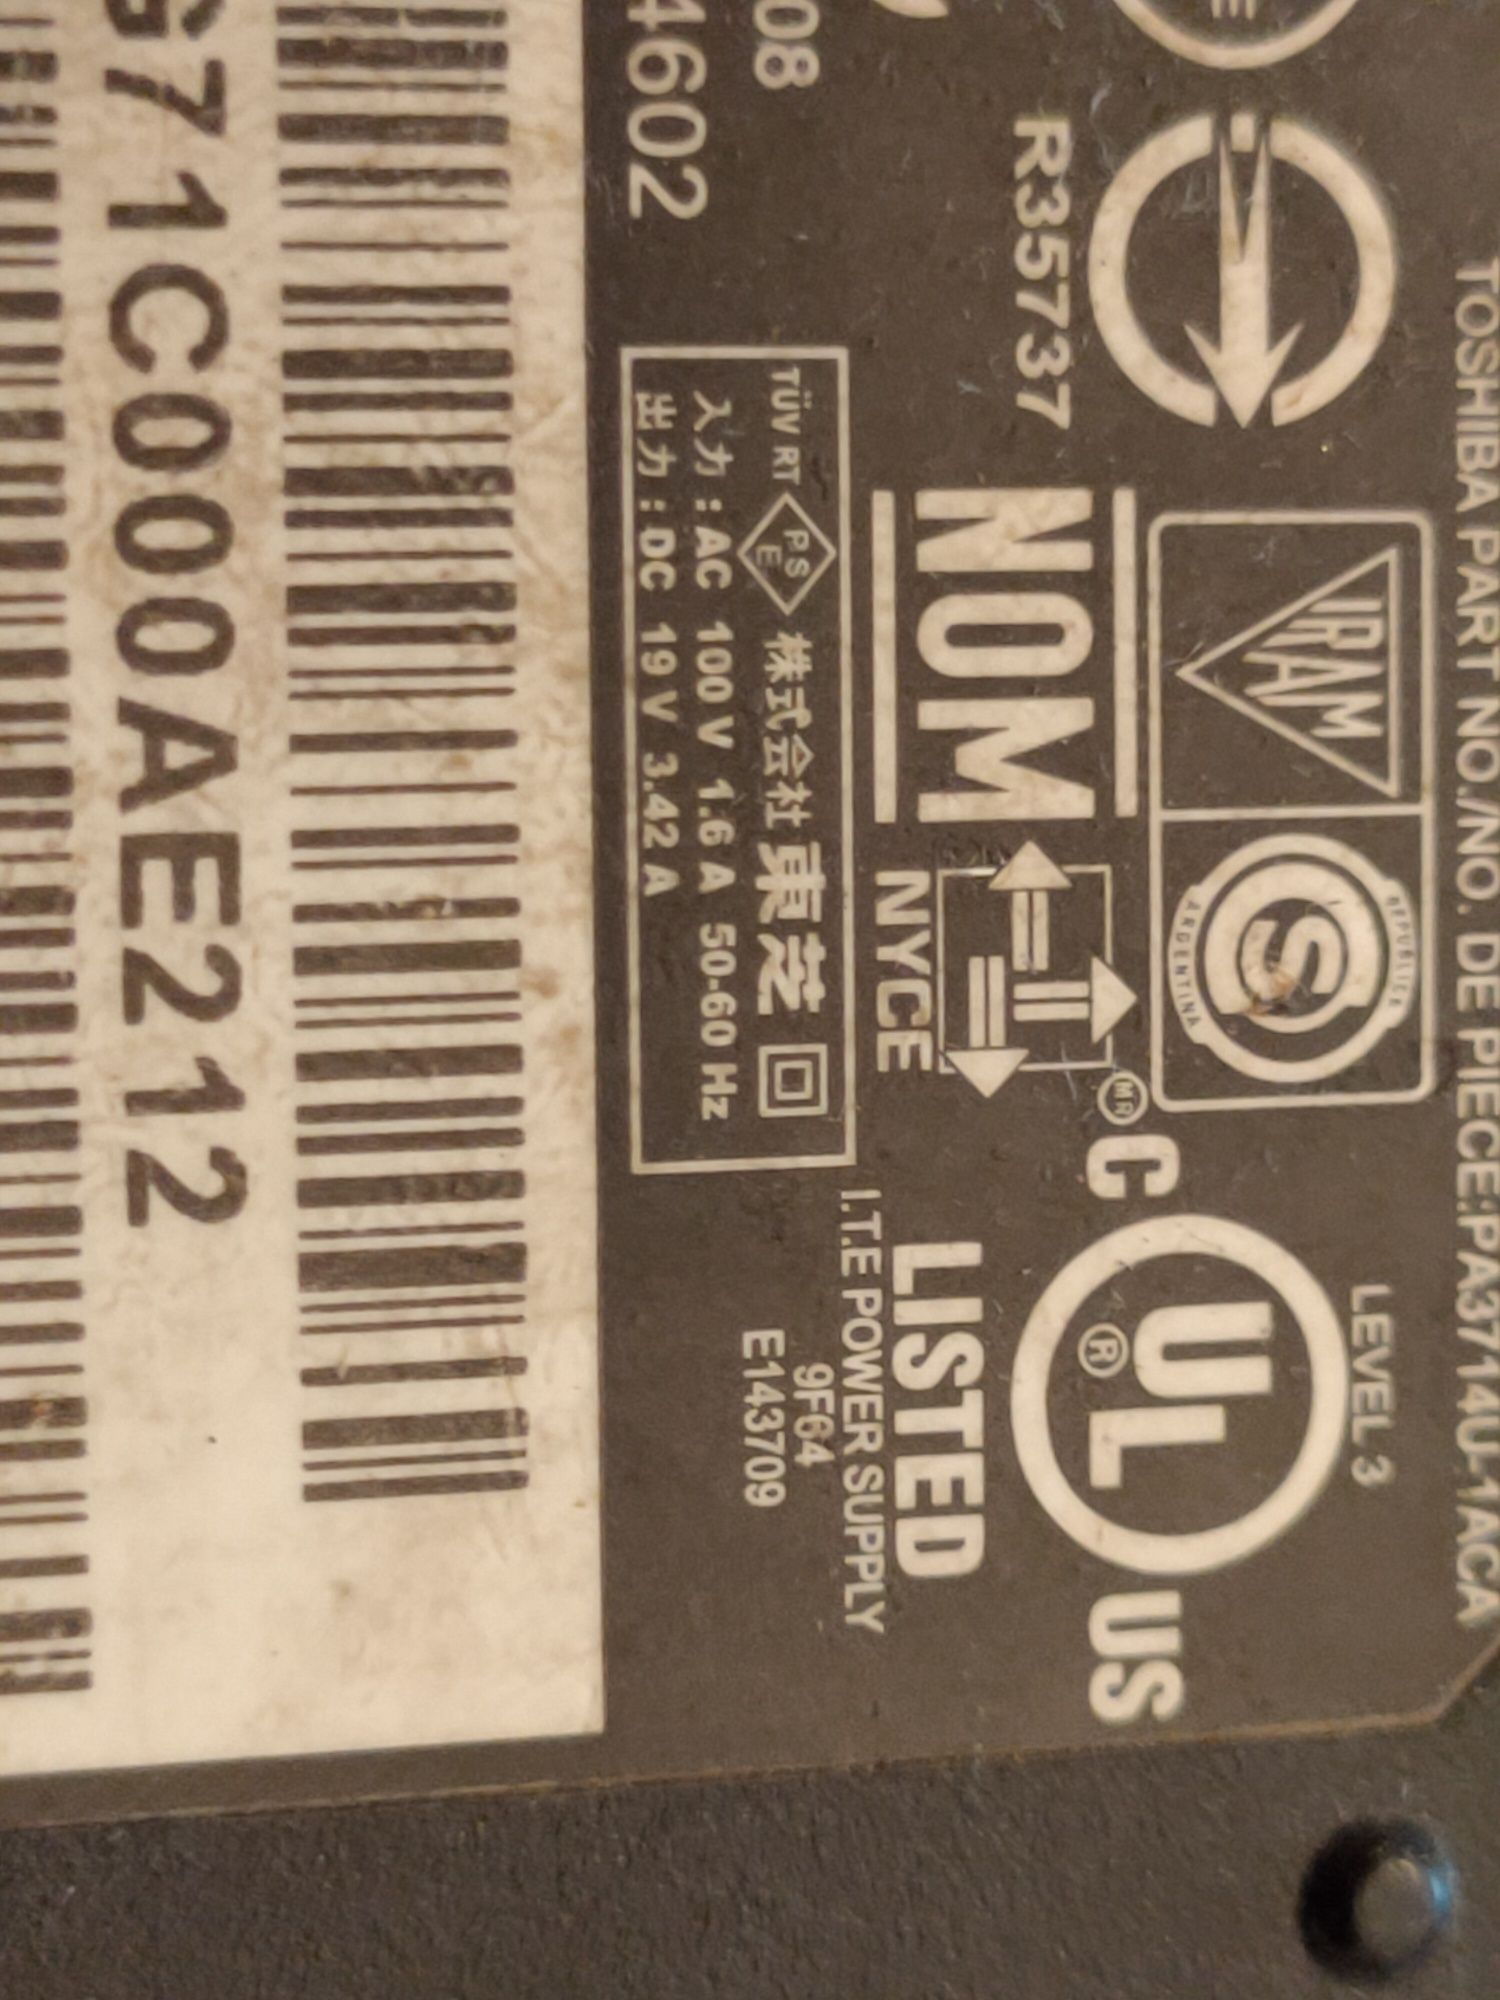 TOSHIBA PART NO./NO. DE PIECE:PA3714U-1ACA
LEVEL 3
IRAM
S
REPUBLICA
ARGENTINA
C UL® US
LISTED
I.T.E POWER SUPPLY
9F64
E143709
R35737
NOM
NYCE
MR
TÜV RT PSE 株式会社 東芝
入力 : AC 100 V 1.6 A 50-60 Hz
出力 : DC 19 V 3.42 A
08
4602
G71C000AE212